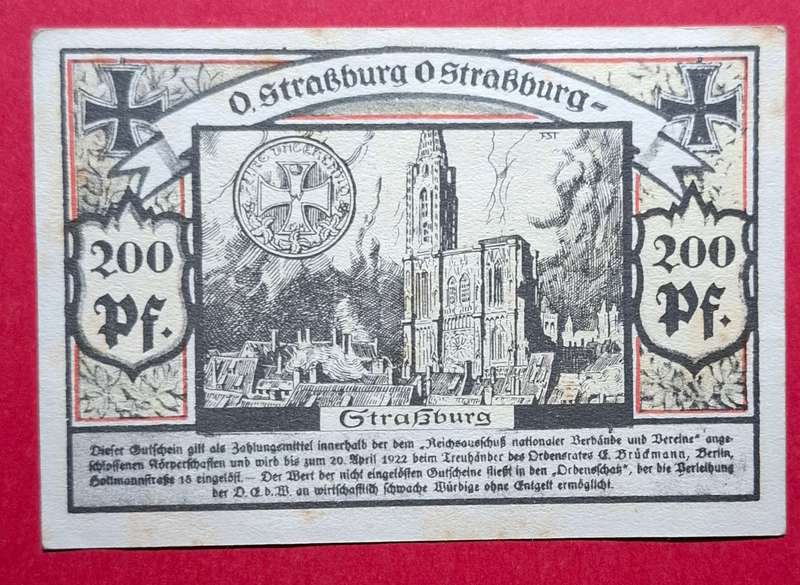 O, Straßburg O Straßburg-
FST
200
Pf.
200
Pf.
Straßburg
Dieser Gutschein gilt als Zahlungsmittel innerhalb der dem „Reichsausschuß nationaler Verbände und Vereine“ ange-
schlossenen Körperschaften und wird bis zum 20. April 1922 beim Treuhänder des Ordensrates E. Brückmann, Berlin,
Hollmannstraße 15 eingelöst. – Der Wert der nicht eingelösten Gutscheine fließt in den „Ordensschatz“, der die Verleihung
der D. E. d. W. an wirtschaftlich schwache Würdige ohne Entgelt ermöglicht.